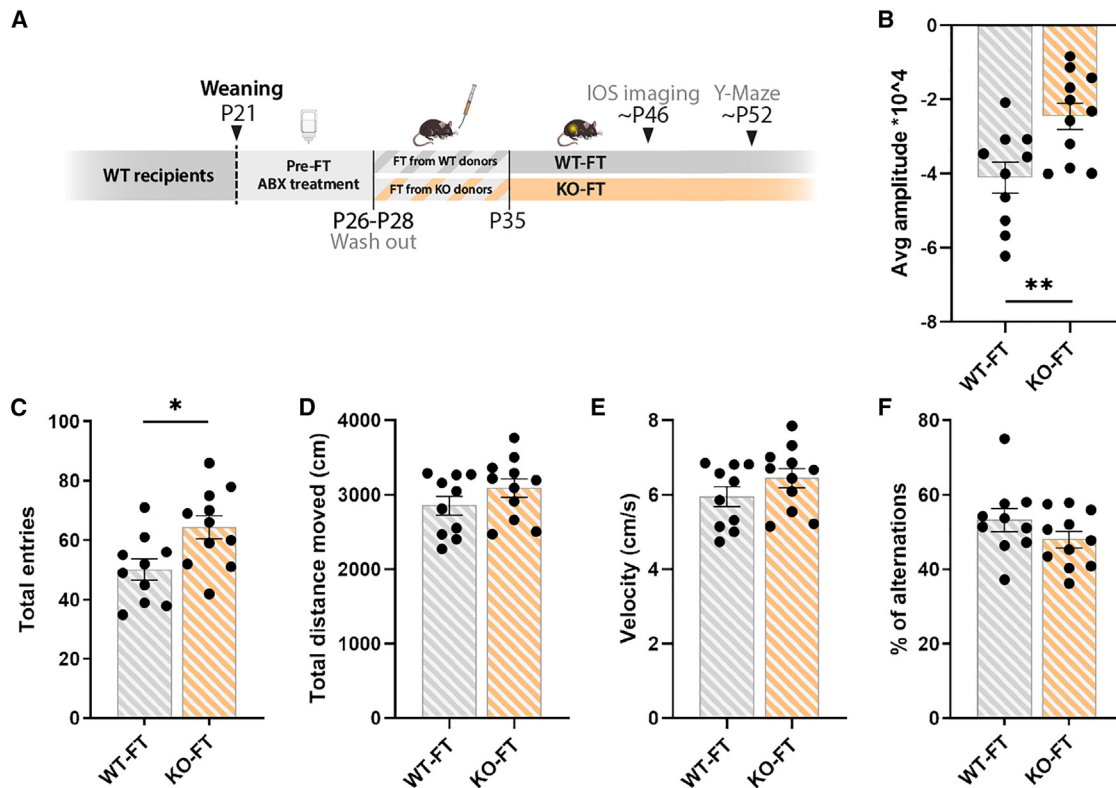 A
Weaning
P21
IOS imaging
~P46
Y-Maze
~P52
WT recipients
Pre-FT
ABX treatment
FT from WT donors
FT from KO donors
WT-FT
KO-FT
P26-P28
Wash out
P35
B
Avg amplitude *10^4
0
-2
-4
-6
-8
**
WT-FT
KO-FT
C
Total entries
100
80
60
40
20
0
*
WT-FT
KO-FT
D
Total distance moved (cm)
4000
3000
2000
1000
0
WT-FT
KO-FT
E
Velocity (cm/s)
8
6
4
2
0
WT-FT
KO-FT
F
% of alternations
80
60
40
20
0
WT-FT
KO-FT